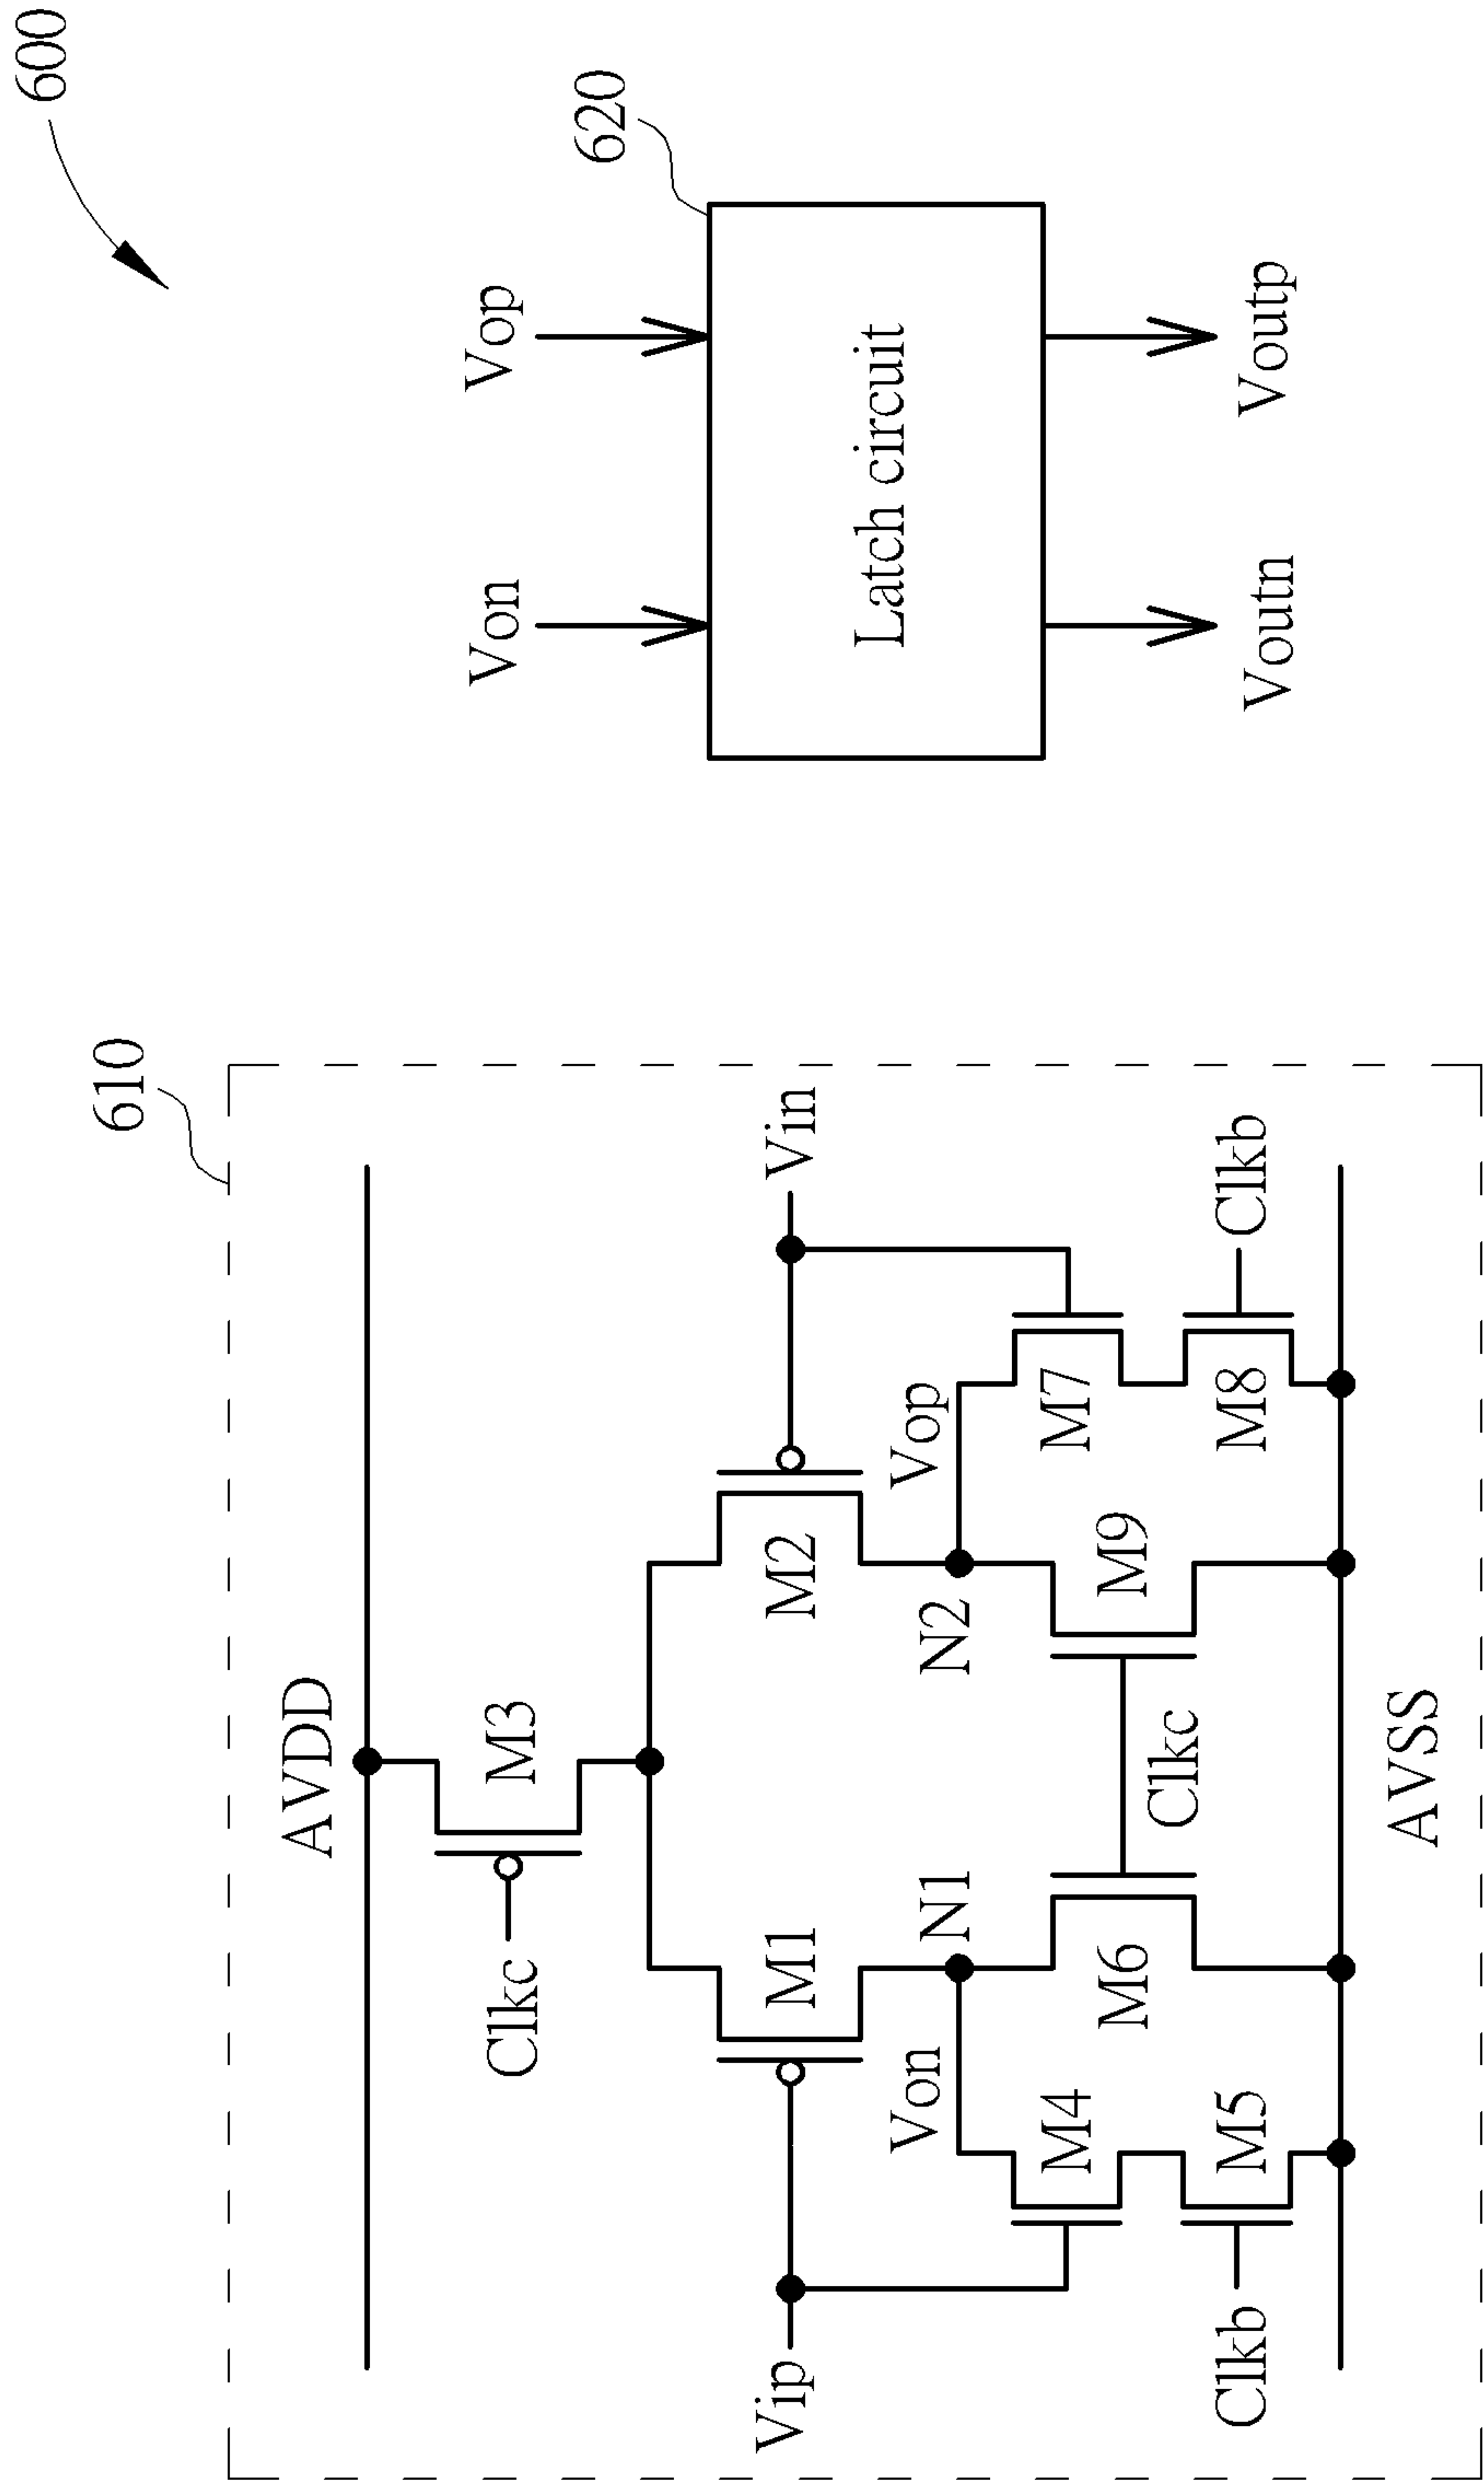 610
600
AVDD
Clkc
M3
Vip
M1
M2
Vin
Von
N1
N2
Vop
M4
M6
M9
M7
Clkc
Clkb
M5
M8
Clkb
AVSS
620
Von
Vop
Latch circuit
Voutn
Voutp